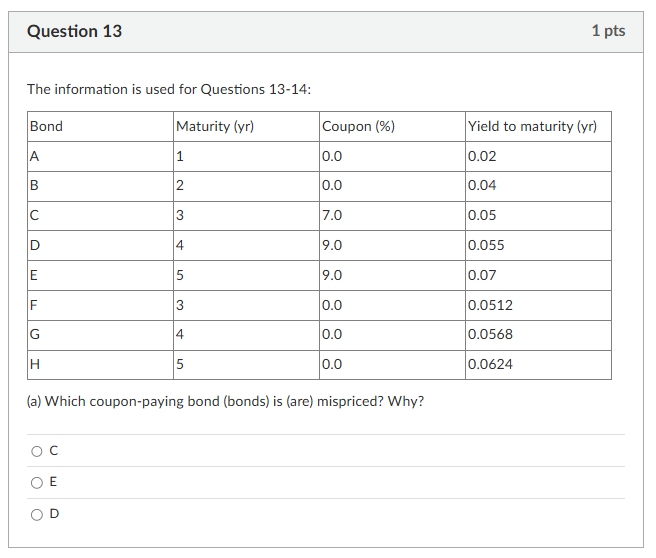 Question 13 1 pts
The information is used for Questions 13-14:
Bond Maturity (yr) Coupon (%) Yield to maturity (yr)
A 1 0.0 0.02
B 2 0.0 0.04
C 3 7.0 0.05
D 4 9.0 0.055
E 5 9.0 0.07
F 3 0.0 0.0512
G 4 0.0 0.0568
H 5 0.0 0.0624
(a) Which coupon-paying bond (bonds) is (are) mispriced? Why?
C
E
D